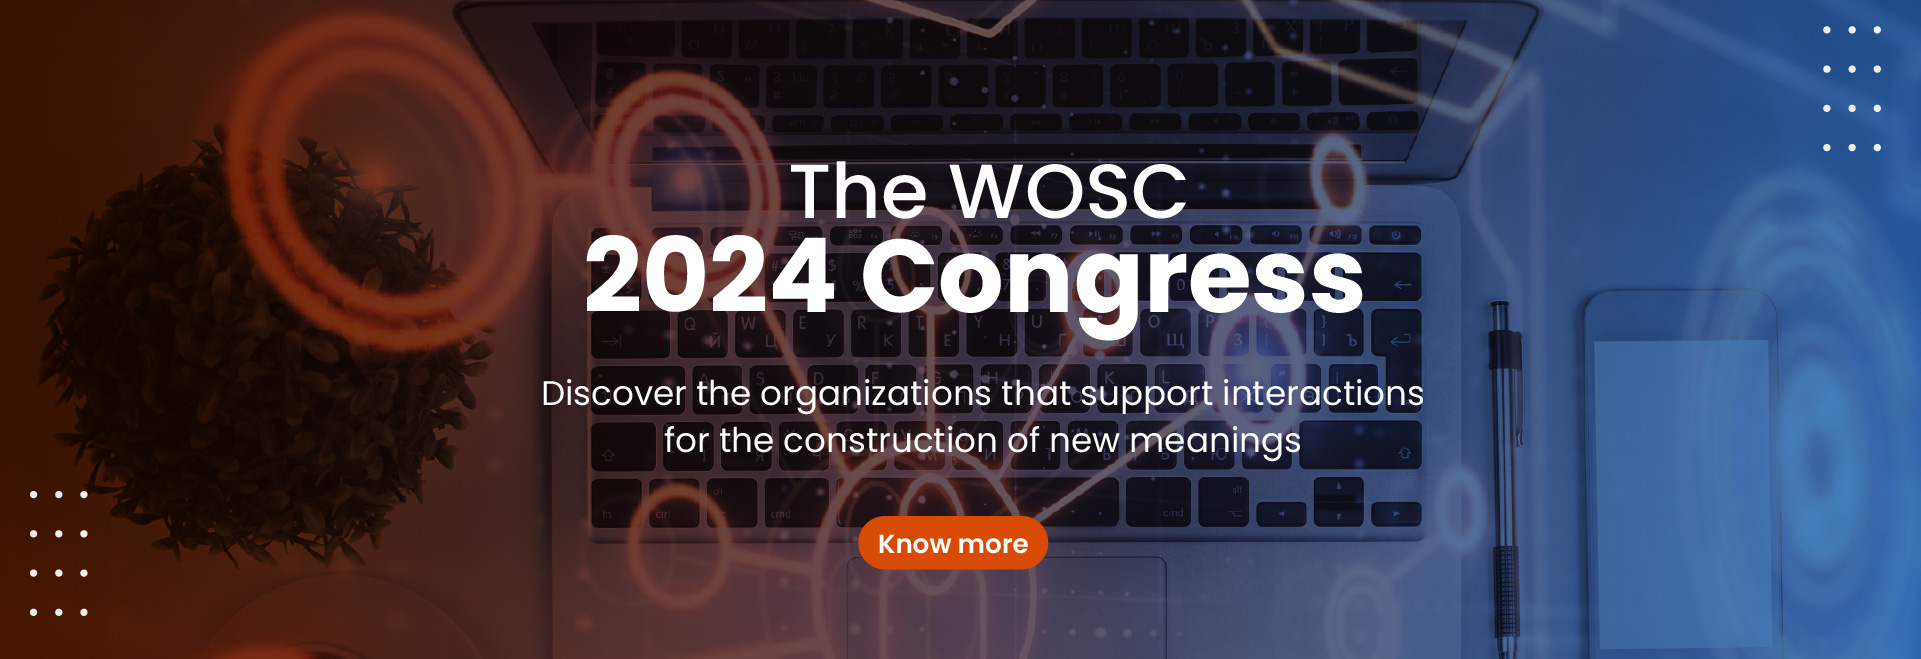 The WOSC
2024 Congress
Discover the organizations that support interactions
for the construction of new meanings
Know more